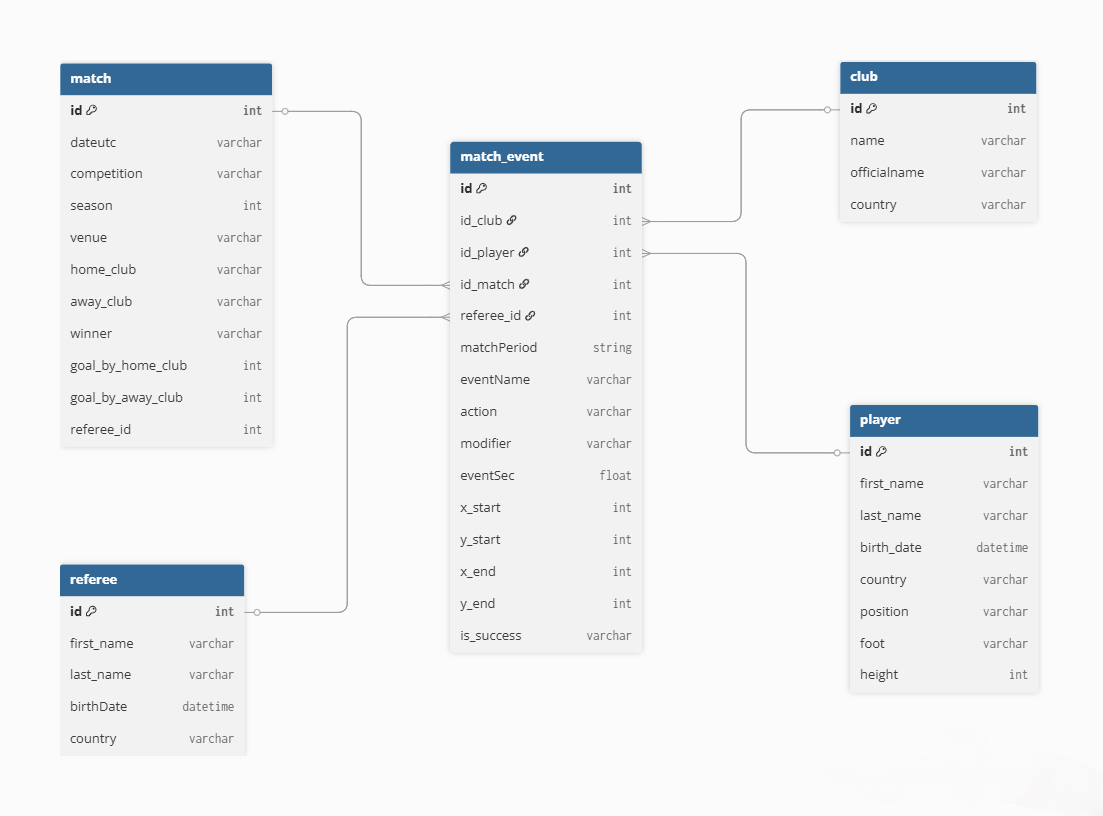 match
id int
dateutc varchar
competition varchar
season int
venue varchar
home_club varchar
away_club varchar
winner varchar
goal_by_home_club int
goal_by_away_club int
referee_id int
referee
id int
first_name varchar
last_name varchar
birthDate datetime
country varchar
match_event
id int
id_club int
id_player int
id_match int
referee_id int
matchPeriod string
eventName varchar
action varchar
modifier varchar
eventSec float
x_start int
y_start int
x_end int
y_end int
is_success varchar
club
id int
name varchar
officialname varchar
country varchar
player
id int
first_name varchar
last_name varchar
birth_date datetime
country varchar
position varchar
foot varchar
height int